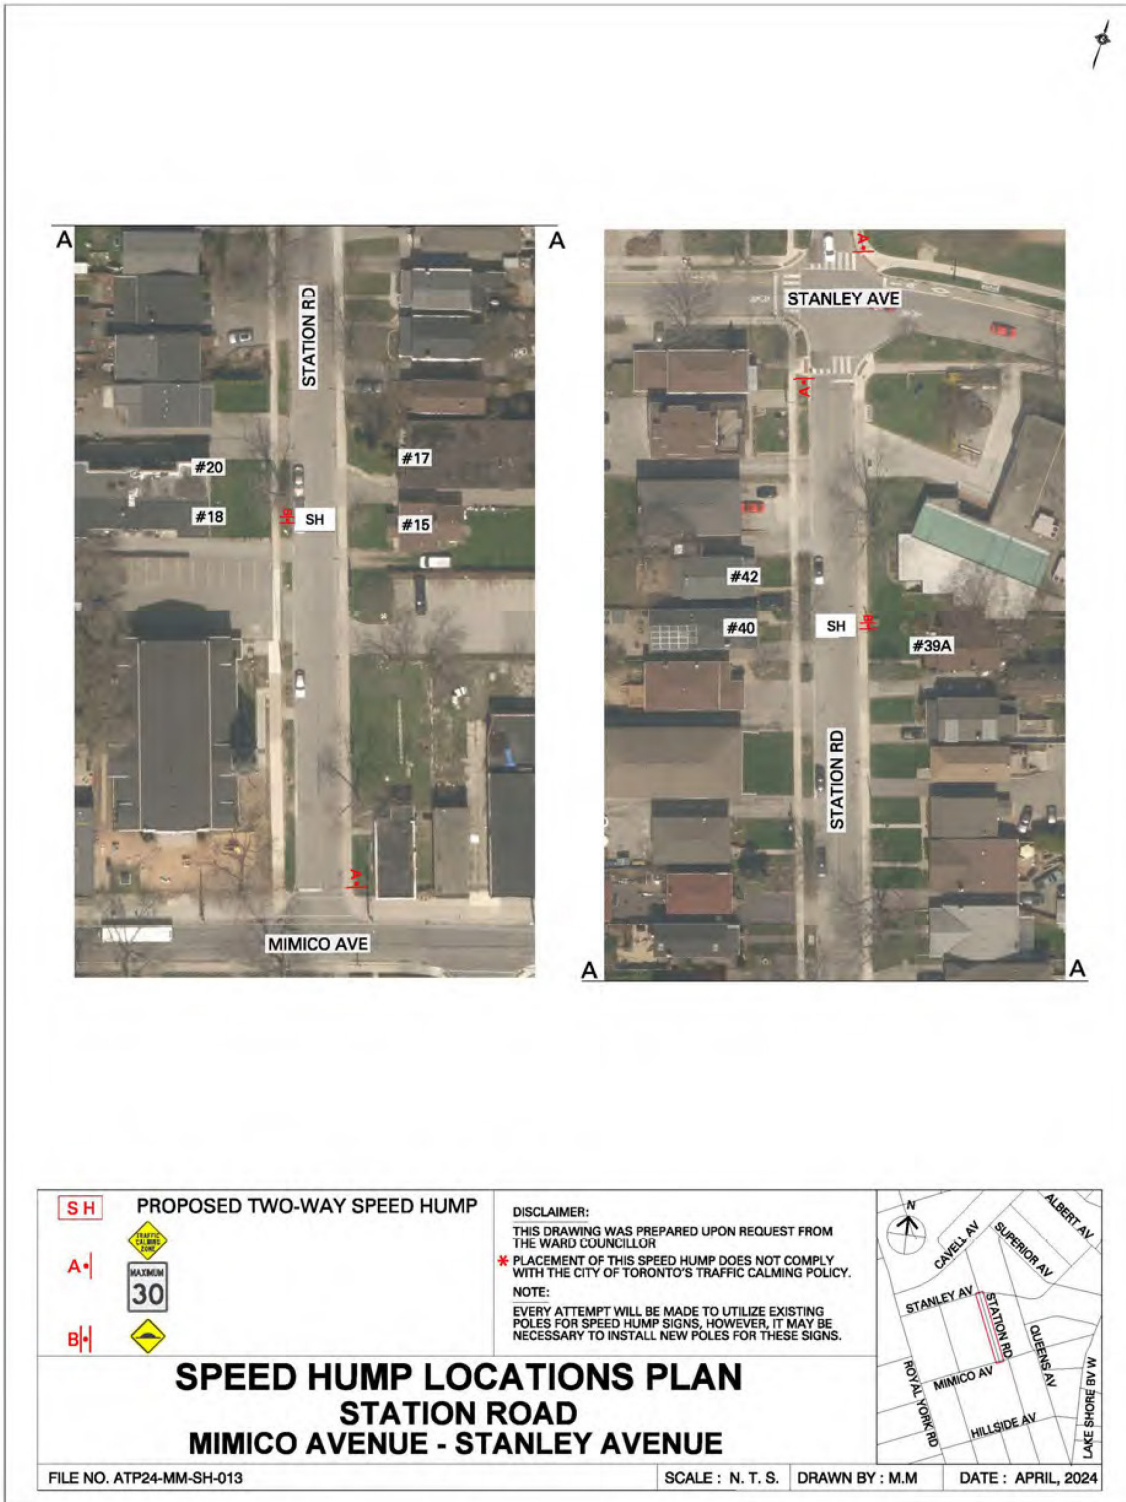 A
A
STATION RD
#20
#17
#18
BH
SH
#15
A
MIMICO AVE
A
STANLEY AVE
A
#42
#40
SH
BH
#39A
STATION RD
A
A
SH
PROPOSED TWO-WAY SPEED HUMP
TRAFFIC
CALMING
ZONE
A
MAXIMUM
30
B
DISCLAIMER:
THIS DRAWING WAS PREPARED UPON REQUEST FROM
THE WARD COUNCILLOR
* PLACEMENT OF THIS SPEED HUMP DOES NOT COMPLY
WITH THE CITY OF TORONTO'S TRAFFIC CALMING POLICY.
NOTE:
EVERY ATTEMPT WILL BE MADE TO UTILIZE EXISTING
POLES FOR SPEED HUMP SIGNS, HOWEVER, IT MAY BE
NECESSARY TO INSTALL NEW POLES FOR THESE SIGNS.
N
CAVELL AV
SUPERIOR AV
ALBERT AV
STANLEY AV
STATION RD
QUEENS AV
MIMICO AV
ROYAL YORK RD
HILLSIDE AV
LAKE SHORE BV W
SPEED HUMP LOCATIONS PLAN
STATION ROAD
MIMICO AVENUE - STANLEY AVENUE
FILE NO. ATP24-MM-SH-013
SCALE : N. T. S.
DRAWN BY : M.M
DATE : APRIL, 2024